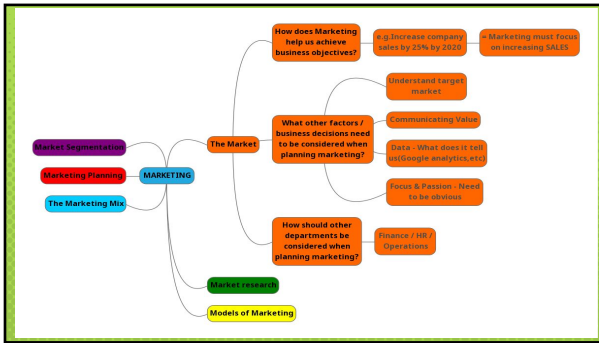 How does Marketing
help us achieve
business objectives?
e.g.Increase company
sales by 25% by 2020
= Marketing must focus
on increasing SALES
Understand target
market
What other factors /
business decisions need
to be considered when
planning marketing?
Communicating Value
Data - What does it tell
us(Google analytics,etc)
Focus & Passion - Need
to be obvious
The Market
Market Segmentation
Marketing Planning
MARKETING
The Marketing Mix
How should other
departments be
considered when
planning marketing?
Finance / HR /
Operations
Market research
Models of Marketing